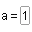 a = 1